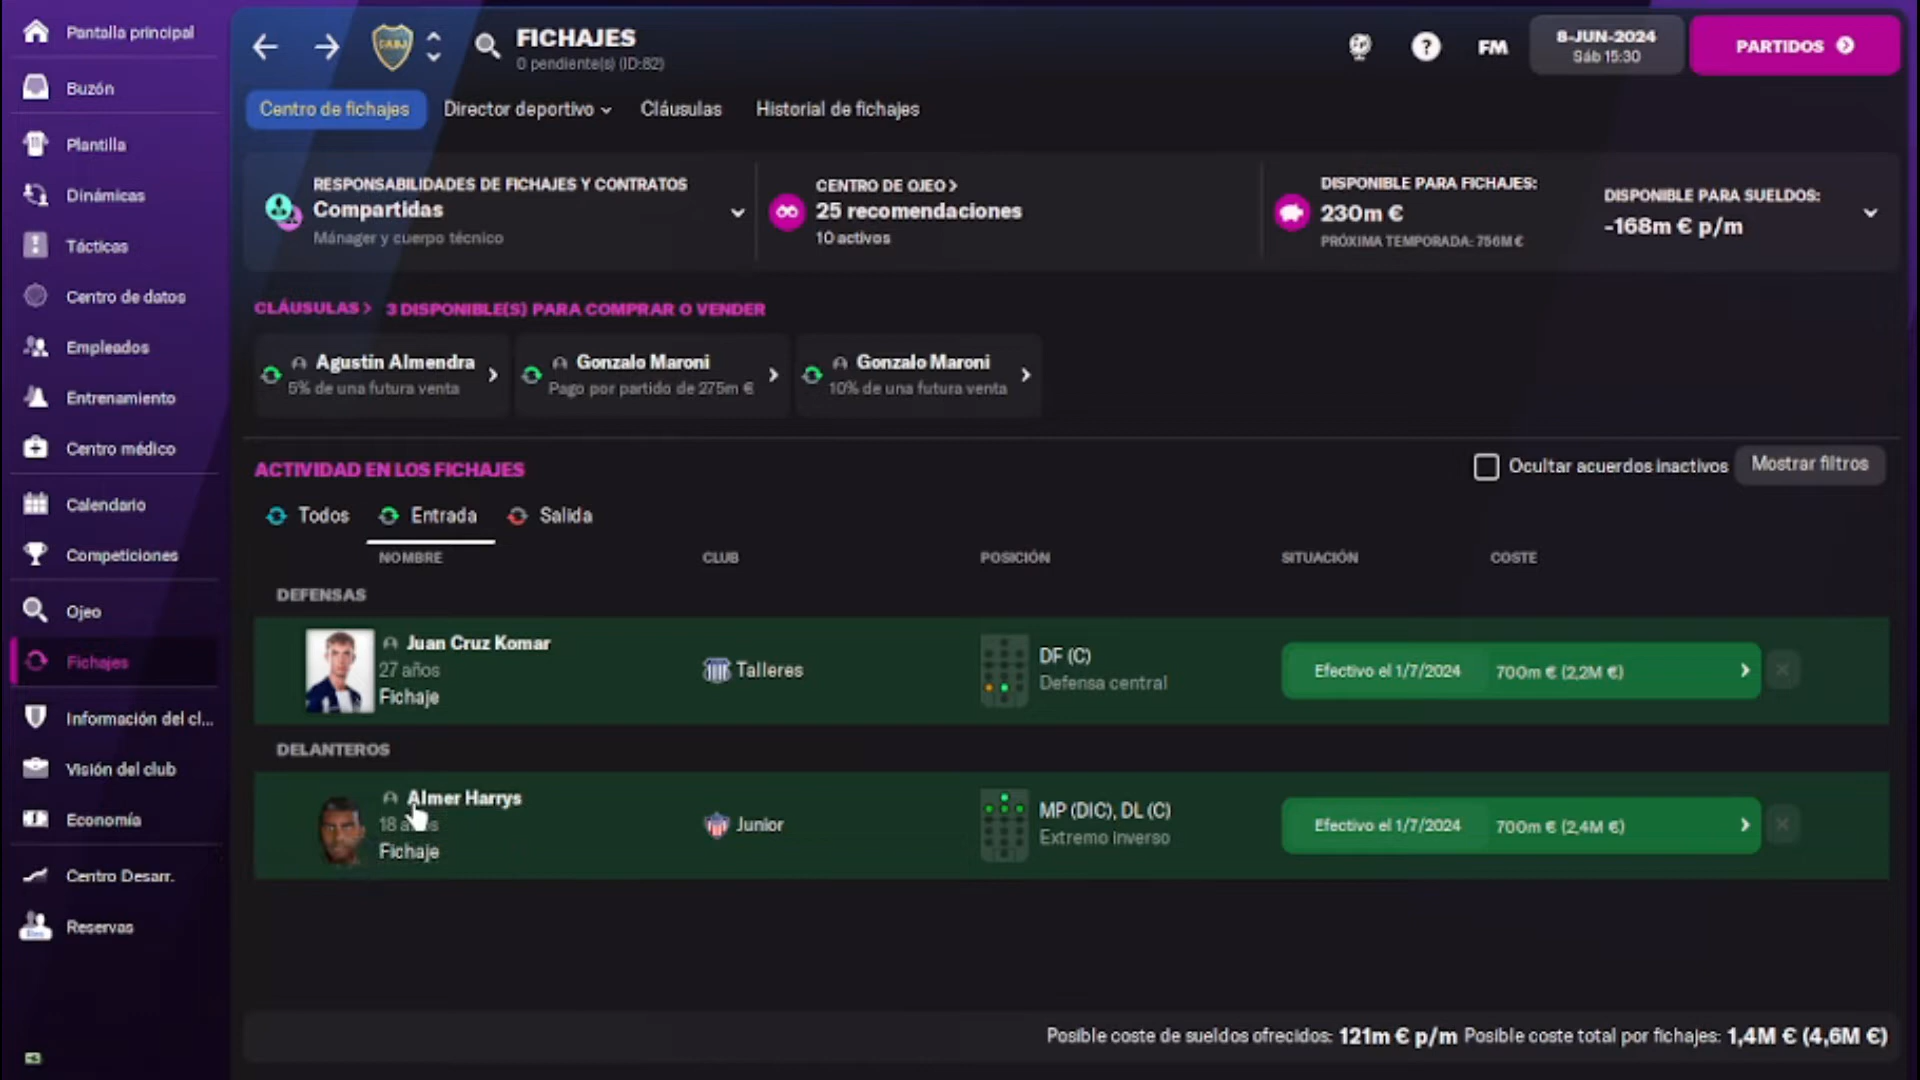 Pantalla principal
Buzón
Plantilla
Dinámicas
Tácticas
Centro de datos
Empleados
Entrenamiento
Centro médico
Calendario
Competiciones
Ojeo
Fichajes
Información del cl...
Visión del club
Economía
Centro Desarr.
Reservas
FICHAJES
0 pendiente(s) (ID:82)
FM
8-JUN-2024
Sáb 15:30
PARTIDOS
Centro de fichajes
Director deportivo
Cláusulas
Historial de fichajes
RESPONSABILIDADES DE FICHAJES Y CONTRATOS
Compartidas
Mánager y cuerpo técnico
CENTRO DE OJEO >
25 recomendaciones
10 activos
DISPONIBLE PARA FICHAJES:
230m €
PRÓXIMA TEMPORADA: 756M €
DISPONIBLE PARA SUELDOS:
-168m € p/m
CLÁUSULAS > 3 DISPONIBLE(S) PARA COMPRAR O VENDER
Agustín Almendra
5% de una futura venta
Gonzalo Maroni
Pago por partido de 275m €
Gonzalo Maroni
10% de una futura venta
ACTIVIDAD EN LOS FICHAJES
Ocultar acuerdos inactivos
Mostrar filtros
Todos
Entrada
Salida
NOMBRE CLUB POSICIÓN SITUACIÓN COSTE
DEFENSAS
Juan Cruz Komar
27 años
Fichaje
Talleres
DF (C)
Defensa central
Efectivo el 1/7/2024
700m € (2,2M €)
DELANTEROS
Almer Harrys
18
Fichaje
Junior
MP (DIC), DL (C)
Extremo inverso
Efectivo el 1/7/2024
700m € (2,4M €)
Posible coste de sueldos ofrecidos: 121m € p/m Posible coste total por fichajes: 1,4M € (4,6M €)